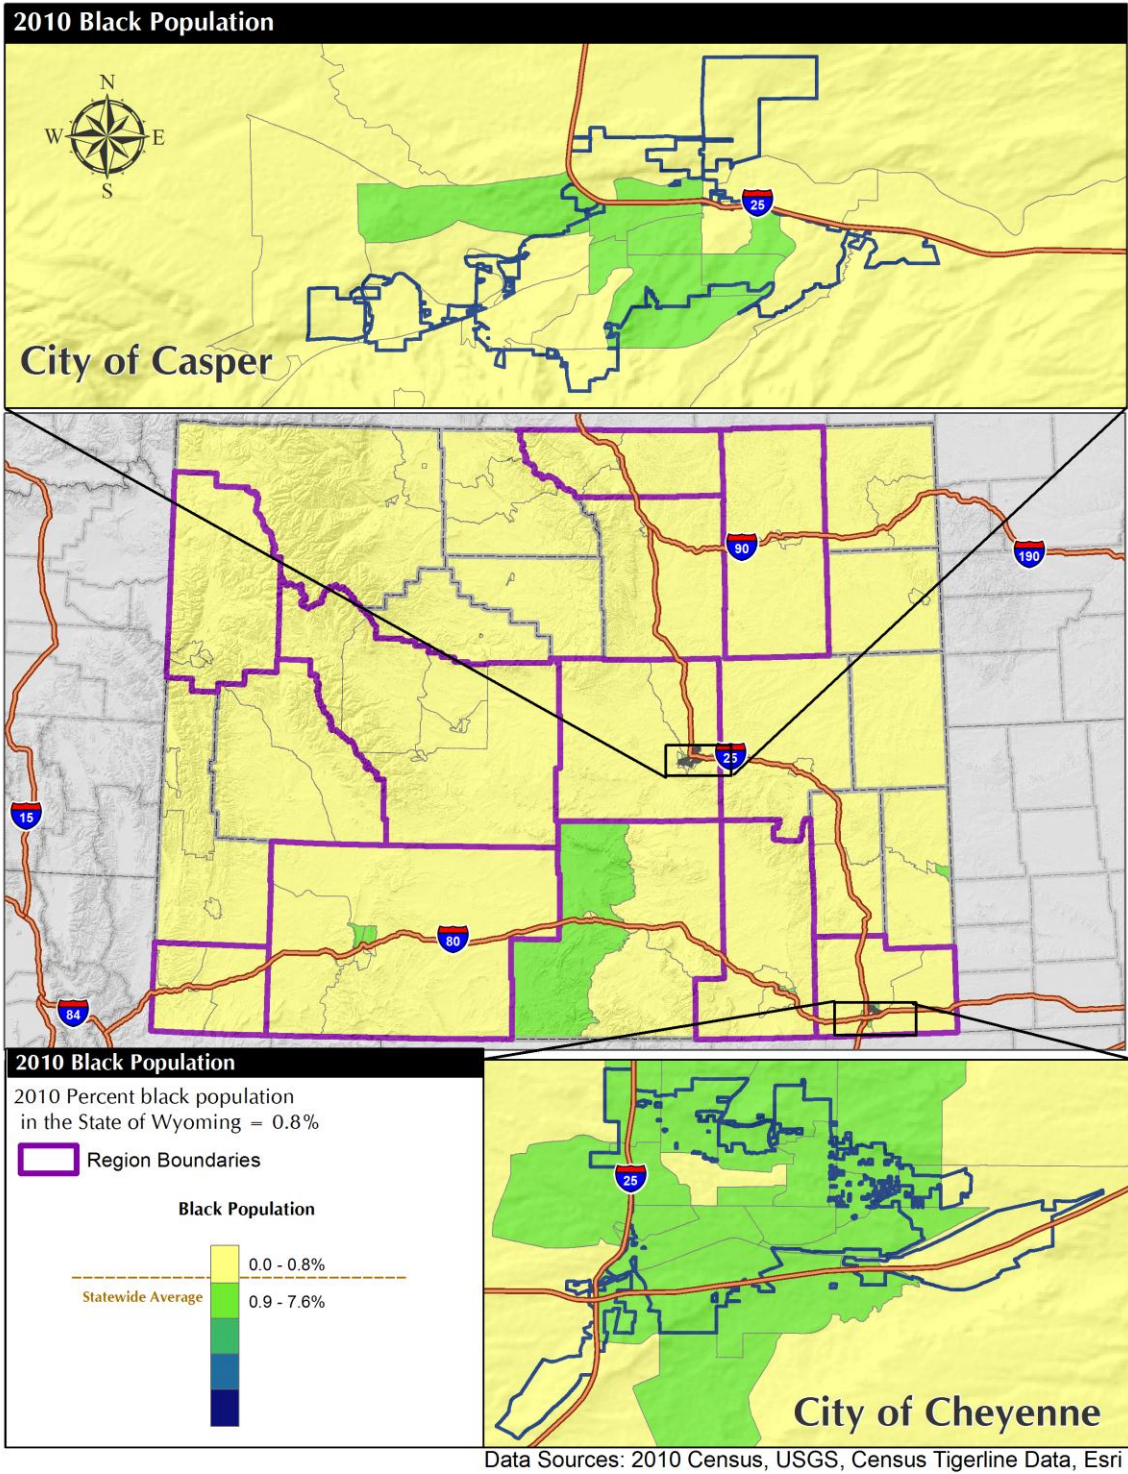 2010 Black Population
N
W E
S
25
City of Casper
90
190
25
15
80
84
2010 Black Population
2010 Percent black population
in the State of Wyoming = 0.8%
Region Boundaries
Black Population
0.0 - 0.8%
Statewide Average
0.9 - 7.6%
25
City of Cheyenne
Data Sources: 2010 Census, USGS, Census Tigerline Data, Esri